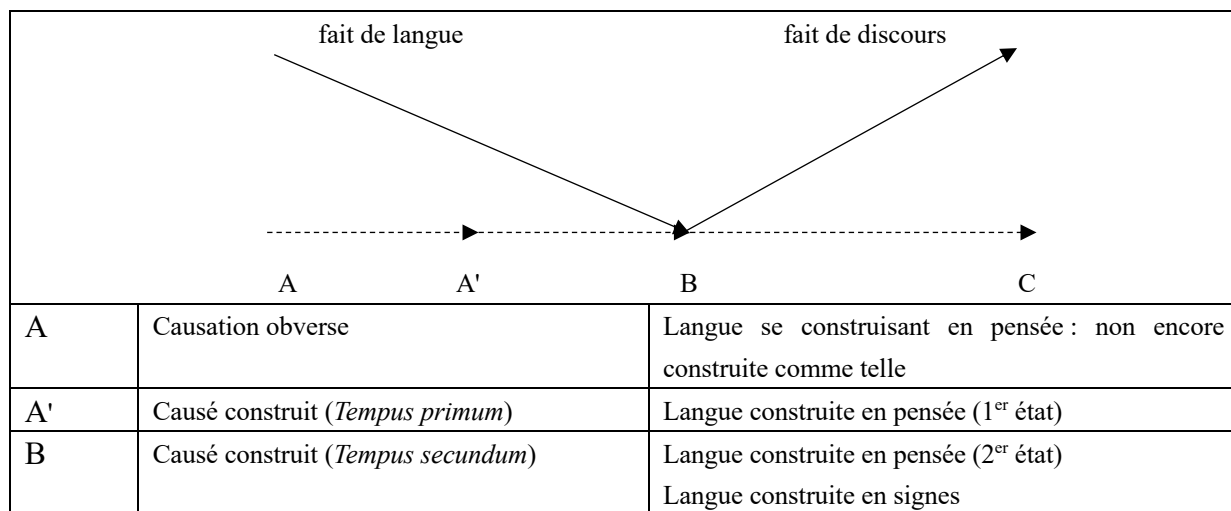 fait de langue fait de discours
A A' B C
A Causation obverse Langue se construisant en pensée : non encore
construite comme telle
A' Causé construit (Tempus primum) Langue construite en pensée (1er état)
B Causé construit (Tempus secundum) Langue construite en pensée (2er état)
Langue construite en signes